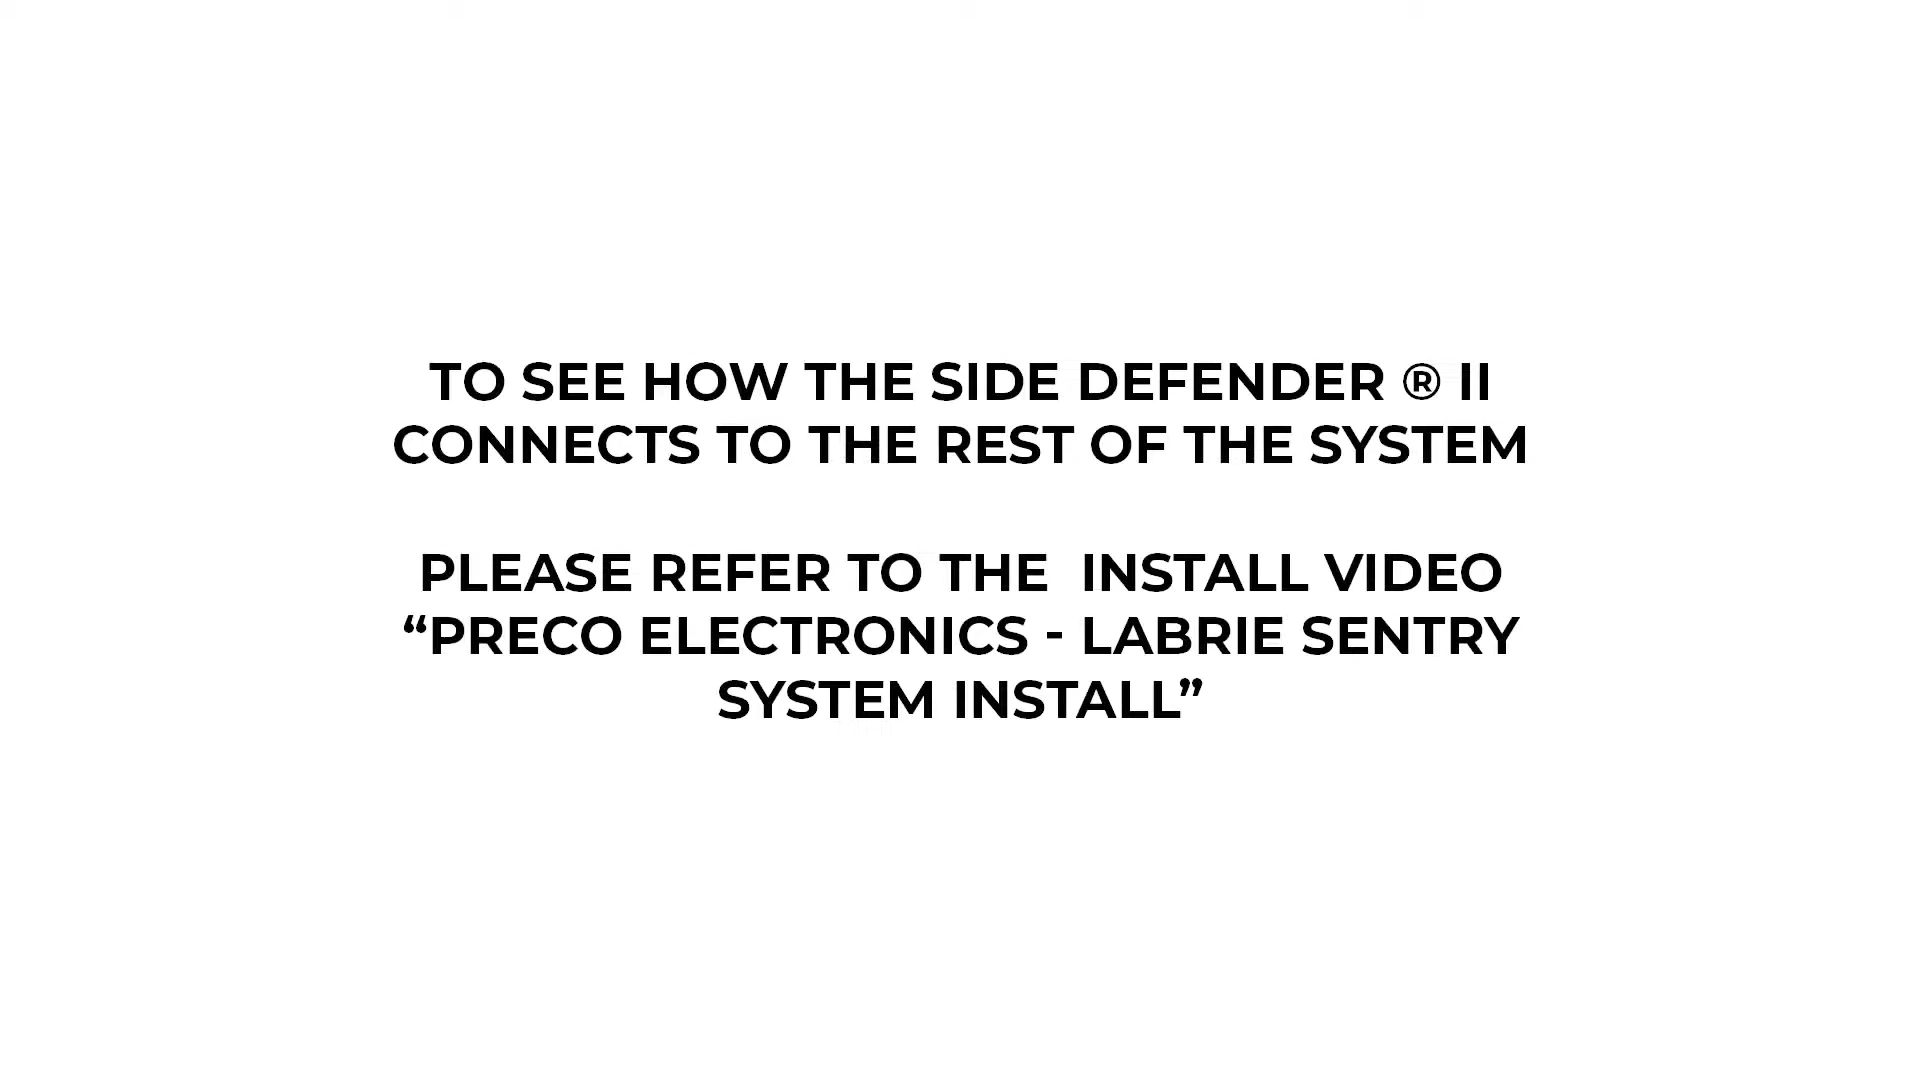 TO SEE HOW THE SIDE DEFENDER ® II
CONNECTS TO THE REST OF THE SYSTEM
PLEASE REFER TO THE  INSTALL VIDEO
“PRECO ELECTRONICS - LABRIE SENTRY
SYSTEM INSTALL”